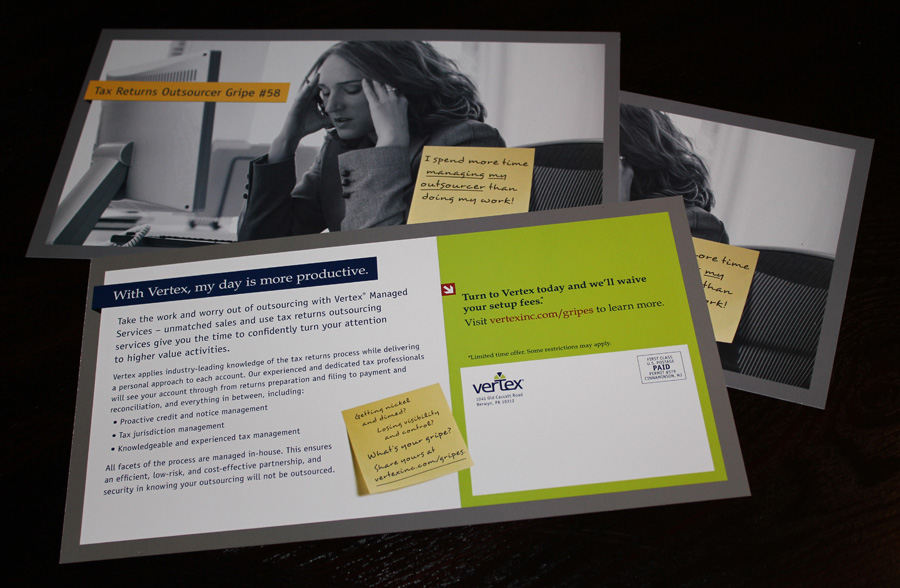 Tax Returns Outsourcer Gripe #58
I spend more time
managing my
outsourcer than
doing my work!
ore time
my
than
rk!
With Vertex, my day is more productive.
Take the work and worry out of outsourcing with Vertex® Managed
Services – unmatched sales and use tax returns outsourcing
services give you the time to confidently turn your attention
to higher value activities.
Vertex applies industry-leading knowledge of the tax returns process while delivering
a personal approach to each account. Our experienced and dedicated tax professionals
will see your account through from returns preparation and filing to payment and
reconciliation, and everything in between, including:
• Proactive credit and notice management
• Tax jurisdiction management
• Knowledgeable and experienced tax management
All facets of the process are managed in-house. This ensures
an efficient, low-risk, and cost-effective partnership, and
security in knowing your outsourcing will not be outsourced.
Getting nickel
and dimed?
Losing visibility
and control?
What's your gripe?
Share yours at
vertexinc.com/gripes.
Turn to Vertex today and we'll waive
your setup fees.*
Visit vertexinc.com/gripes to learn more.
*Limited time offer. Some restrictions may apply.
vertex
1041 Old Cassatt Road
Berwyn, PA 19312
FIRST CLASS
U.S. POSTAGE
PAID
PERMIT #574
CINNAMINSON, NJ